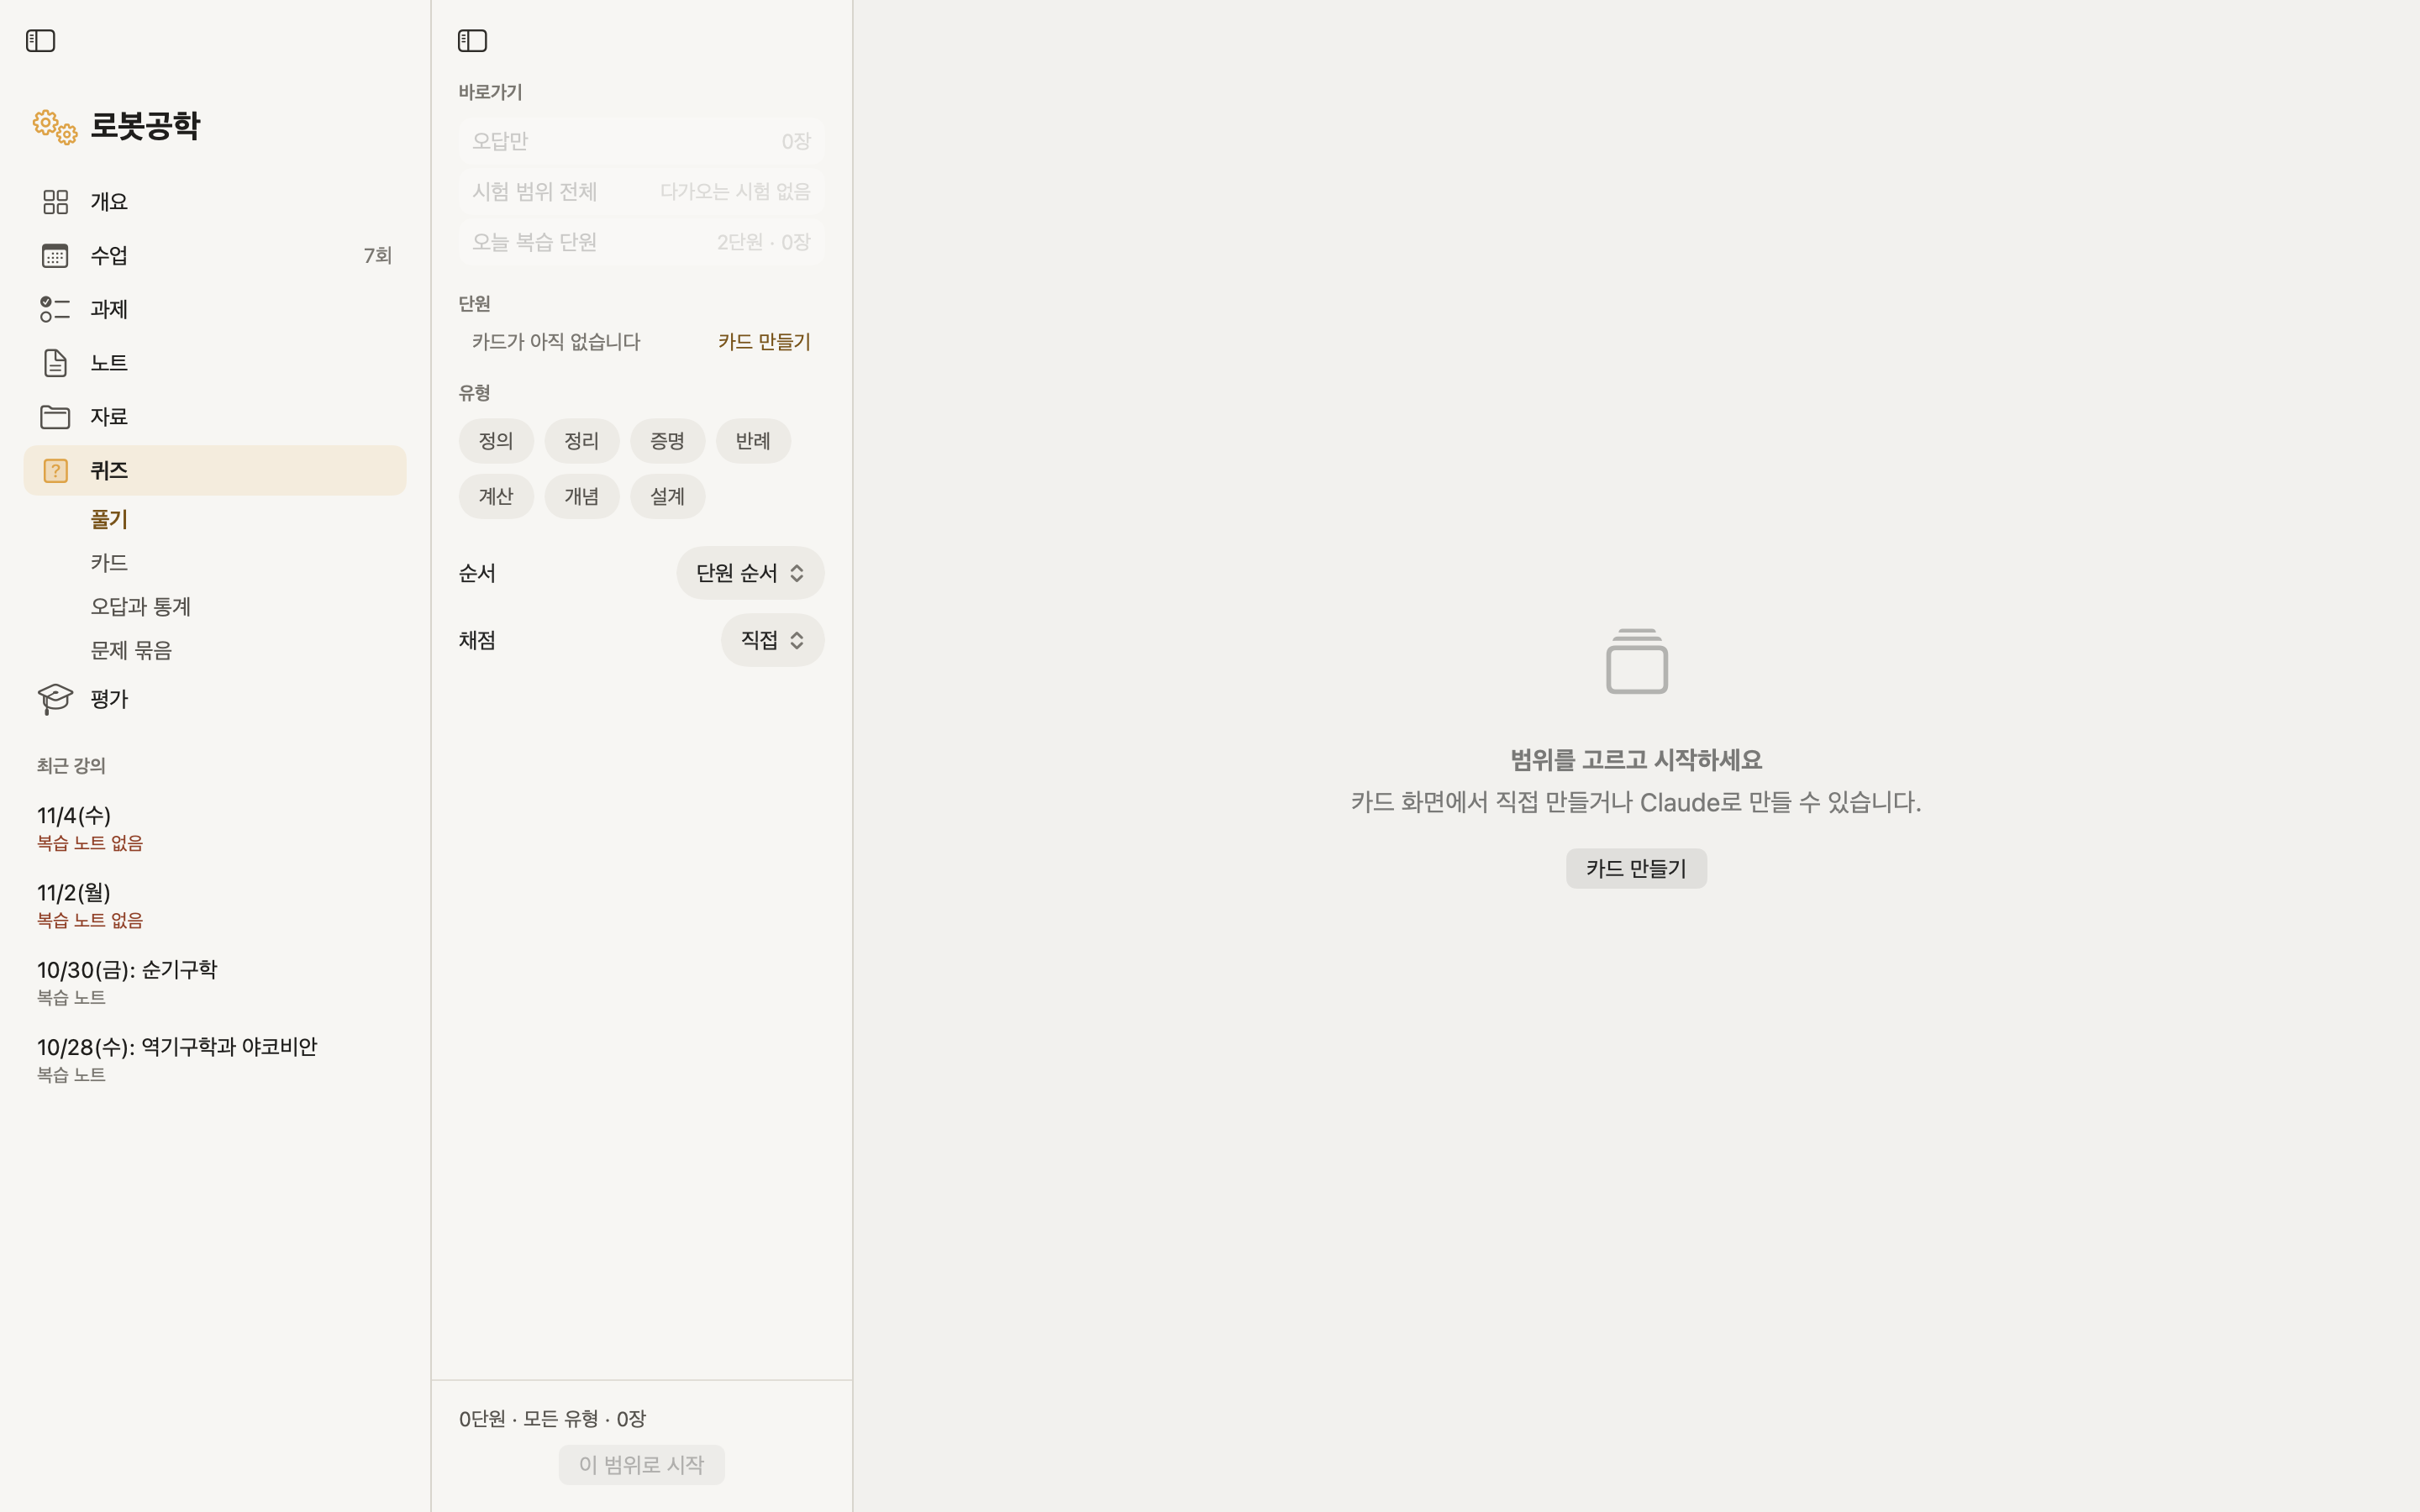 로봇공학
개요
수업 7회
과제
노트
자료
퀴즈
풀기
카드
오답과 통계
문제 묶음
평가
최근 강의
11/4(수)
복습 노트 없음
11/2(월)
복습 노트 없음
10/30(금): 순기구학
복습 노트
10/28(수): 역기구학과 야코비안
복습 노트
바로가기
오답만 0장
시험 범위 전체 다가오는 시험 없음
오늘 복습 단원 2단원 · 0장
단원
카드가 아직 없습니다 카드 만들기
유형
정의 정리 증명 반례
계산 개념 설계
순서 단원 순서
채점 직접
0단원 · 모든 유형 · 0장
이 범위로 시작
범위를 고르고 시작하세요
카드 화면에서 직접 만들거나 Claude로 만들 수 있습니다.
카드 만들기